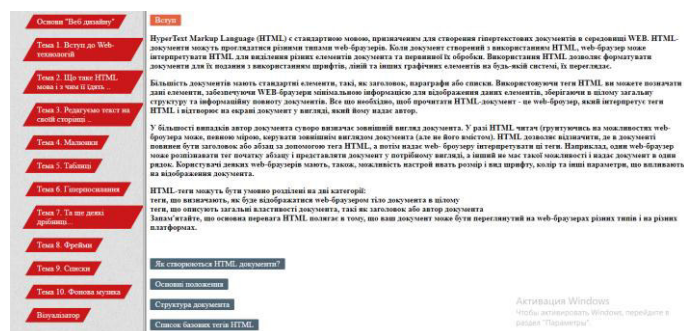 Основи "Веб дизайну"
Тема 1. Вступ до Web-
технологій
Тема 2. Що таке HTML
мова і з чим її їдять ..
Тема 3. Редагуємо текст на
своїй сторінці ..
Тема 4. Малюнки
Тема 5. Таблиці
Тема 6. Гіперпосилання
Тема 7. Та ще деякі
дрібниці...
Тема 8. Фрейми
Тема 9. Списки
Тема 10. Фонова музика
Візуалізатор
Вступ
HyperText Markup Language (HTML) є стандартною мовою, призначеним для створення гіпертекстових документів в середовищі WEB. HTML-
документи можуть проглядатися різними типами web-браузерів. Коли документ створений з використанням HTML, web-браузер може
інтерпретувати HTML для виділення різних елементів документа та первинної їх обробки. Використання HTML дозволяє форматувати
документи для їх подання з використанням шрифтів, ліній та інших графічних елементів на будь-якій системі, їх переглядає.
Більшість документів мають стандартні елементи, такі, як заголовок, параграфи або списки. Використовуючи теги HTML ви можете позначати
дані елементи, забезпечуючи WEB-браузери мінімальною інформацією для відображення даних елементів, зберігаючи в цілому загальну
структуру та інформаційну повноту документів. Все що необхідно, щоб прочитати HTML-документ - це web-браузер, який інтерпретує теги
HTML і відтворює на екрані документ у вигляді, який йому надає автор.
У більшості випадків автор документа суворо визначає зовнішній вигляд документа. У разі HTML читач (грунтуючись на можливостях web-
броузера може, певною мірою, керувати зовнішнім виглядом документа (але не його вмістом). HTML дозволяє відзначити, де в документі
повинен бути заголовок або абзац за допомогою тега HTML, а потім надає web- броузеру інтерпретувати ці теги. Наприклад, один web-браузер
може розпізнавати тег початку абзацу і представляти документ у потрібному вигляді, а інший не має такої можливості і надає документ в один
рядок. Користувачі деяких web-браузерів мають, також, можливість настрой ивать розмір і вид шрифту, колір та інші параметри, що впливають
на відображення документа.
HTML-теги можуть бути умовно розділені на дві категорії:
теги, що визначають, як буде відображатися web-браузером тіло документа в цілому
теги, що описують загальні властивості документа, такі як заголовок або автор документа
Запам'ятайте, що основна перевага HTML полягає в тому, що ваш документ може бути переглянутий на web-браузерах різних типів і на різних
платформах.
Як створюються HTML документи?
Основні положення
Структура документа
Список базових тегів HTML
Активация Windows
Чтобы активировать Windows, перейдите в
раздел "Параметры".